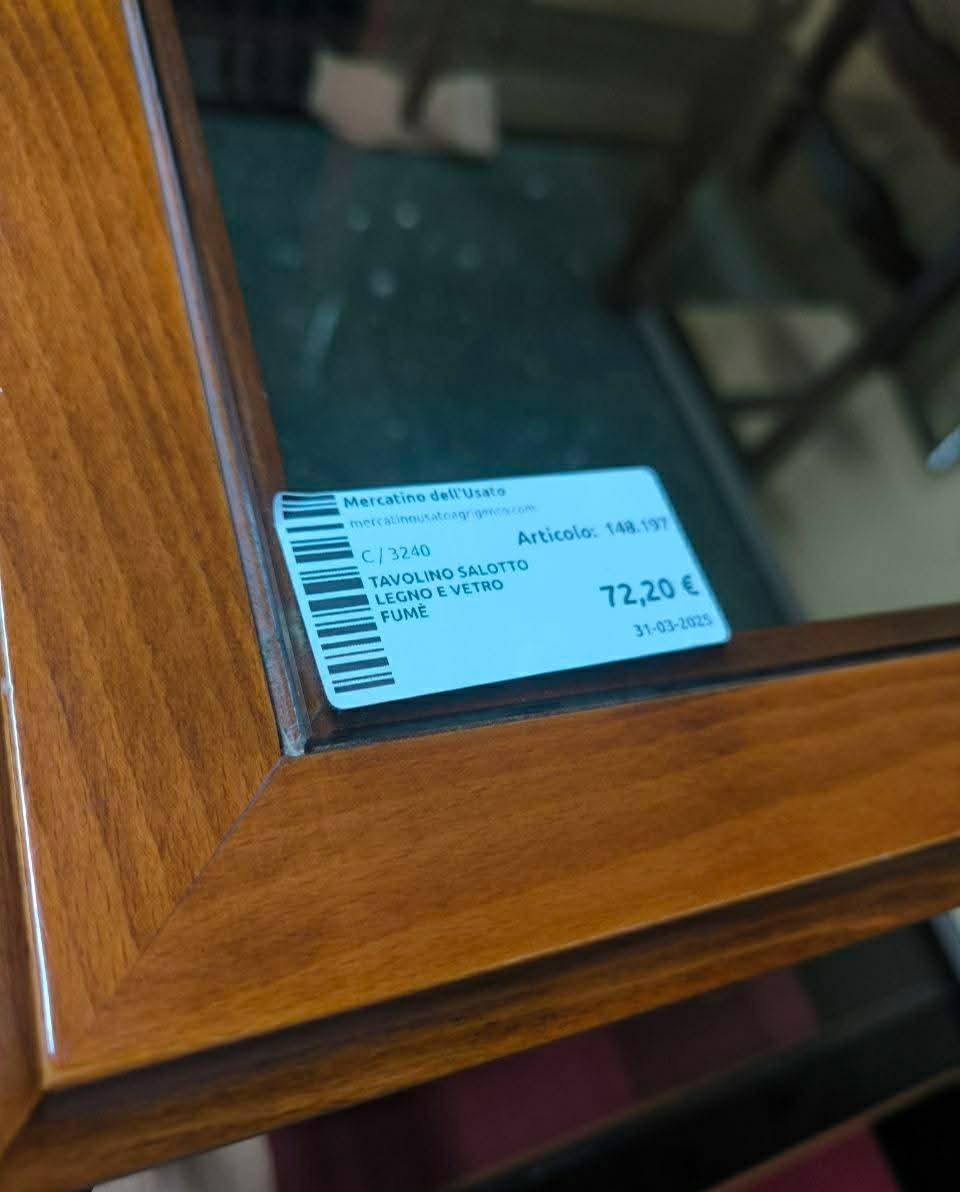 Mercatino dell'Usato
mercatinousatoagrigento.com
Articolo: 148.197
C / 3240
TAVOLINO SALOTTO
LEGNO E VETRO
FUMÈ
72,20 €
31-03-2025